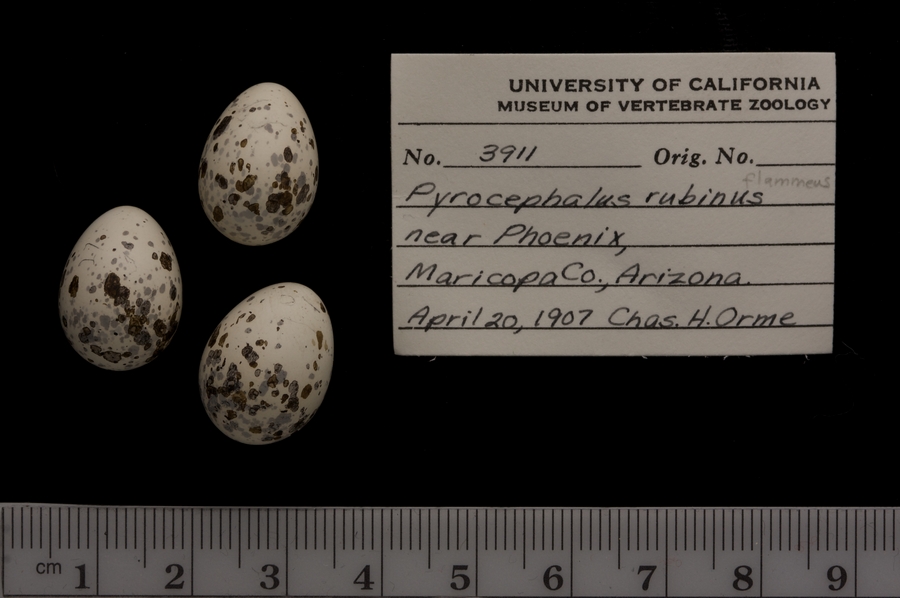 UNIVERSITY OF CALIFORNIA
MUSEUM OF VERTEBRATE ZOOLOGY
No. 3911 Orig. No.
flammeus
Pyrocephalus rubinus
near Phoenix,
Maricopa Co., Arizona.
April 20, 1907 Chas. H. Orme
cm 1 2 3 4 5 6 7 8 9